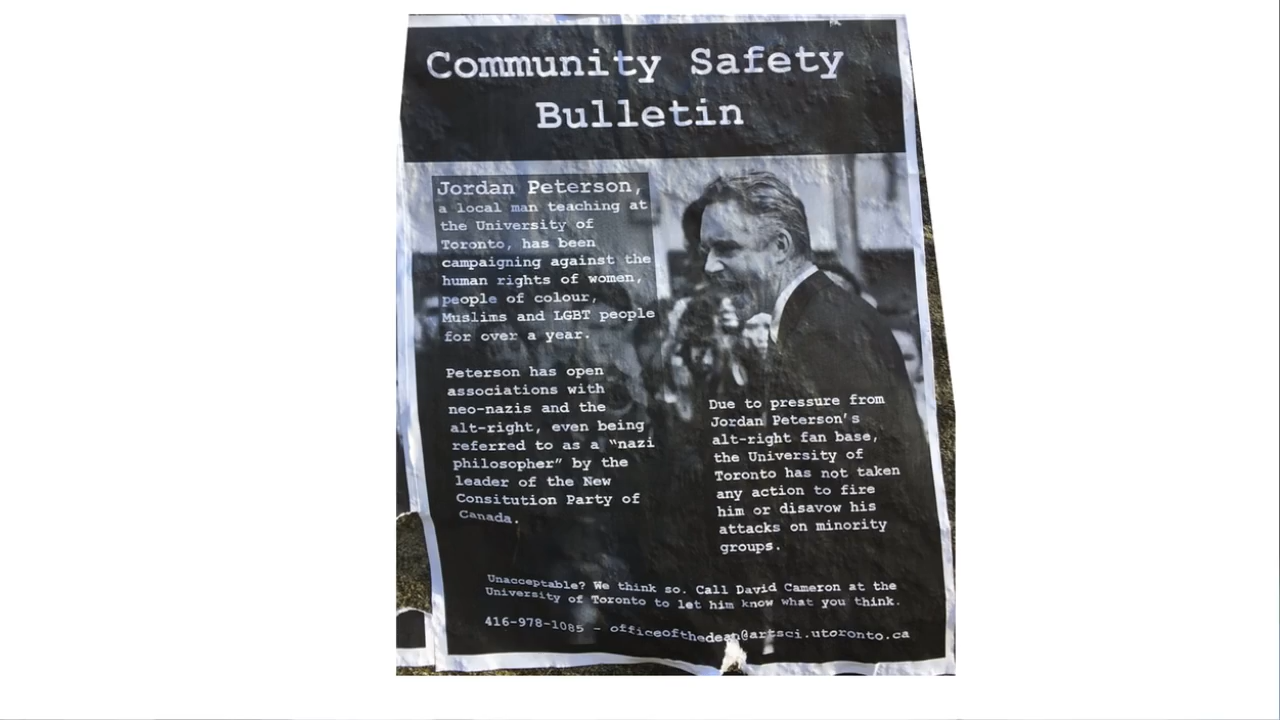 Community Safety
Bulletin
Jordan Peterson,
a local man teaching at
the University of
Toronto, has been
campaigning against the
human rights of women,
people of colour,
Muslims and LGBT people
for over a year.
Peterson has open
associations with
neo-nazis and the
alt-right, even being
referred to as a "nazi
philosopher" by the
leader of the New
Consitution Party of
Canada.
Due to pressure from
Jordan Peterson's
alt-right fan base,
the University of
Toronto has not taken
any action to fire
him or disavow his
attacks on minority
groups.
Unacceptable? We think so. Call David Cameron at the
University of Toronto to let him know what you think.
416-978-1085 - officeofthedean@artsci.utoronto.ca